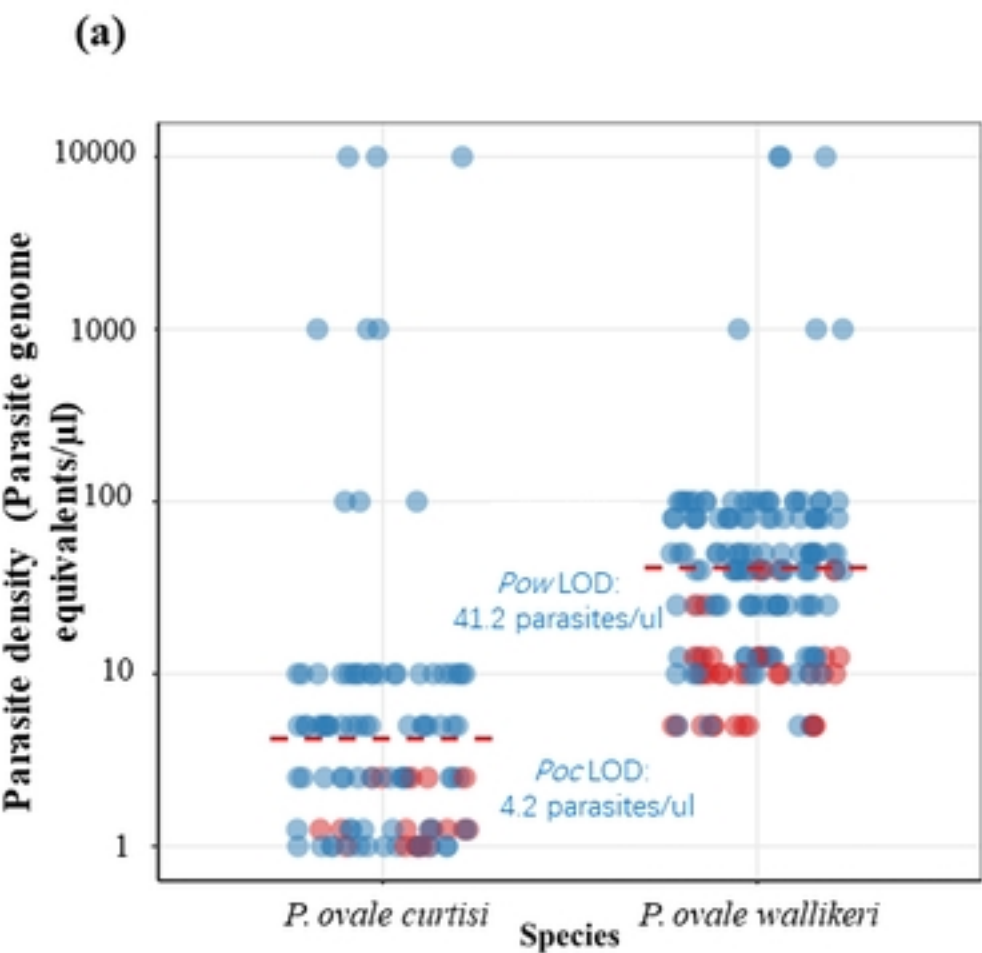 (a)
Parasite density (Parasite genome
equivalents/µl)
10000
1000
100
10
1
Pow LOD:
41.2 parasites/ul
Poc LOD:
4.2 parasites/ul
P. ovale curtisi
P. ovale wallikeri
Species